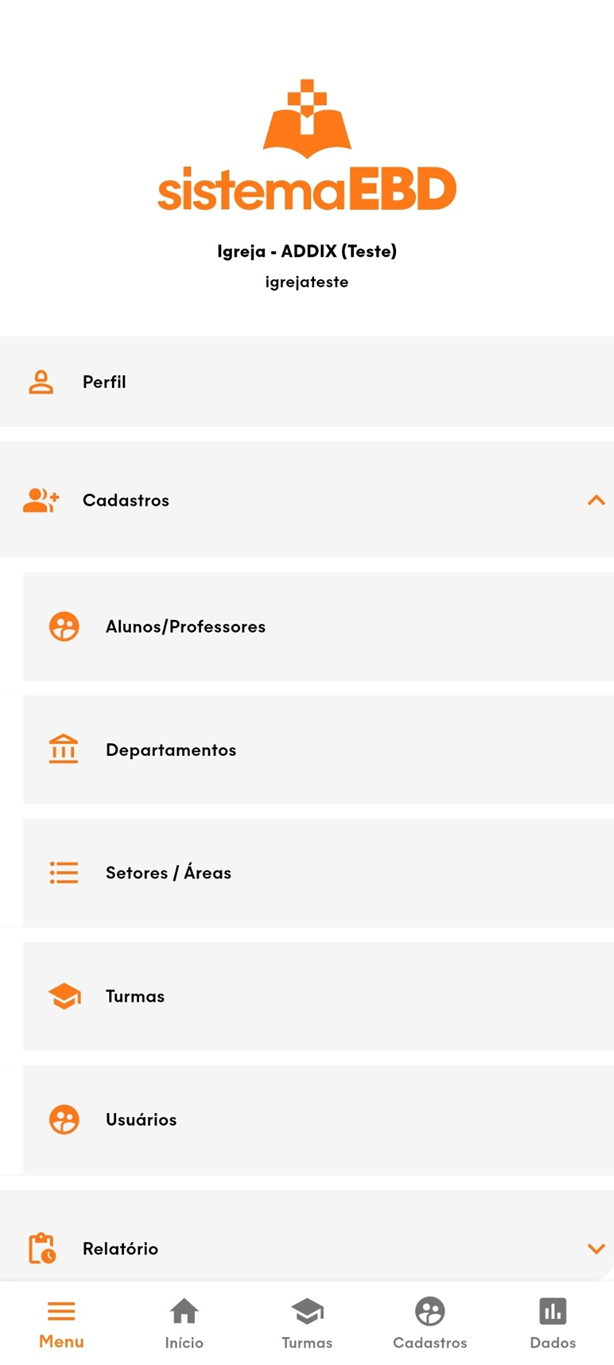 sistemaEBD
Igreja - ADDIX (Teste)
igrejateste
Perfil
Cadastros
Alunos/Professores
Departamentos
Setores / Áreas
Turmas
Usuários
Relatório
Menu
Início
Turmas
Cadastros
Dados